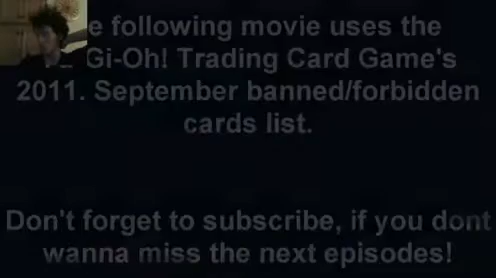 e following movie uses the
Gi-Oh! Trading Card Game's
2011. September banned/forbidden
cards list.
Don't forget to subscribe, if you dont
wanna miss the next episodes!